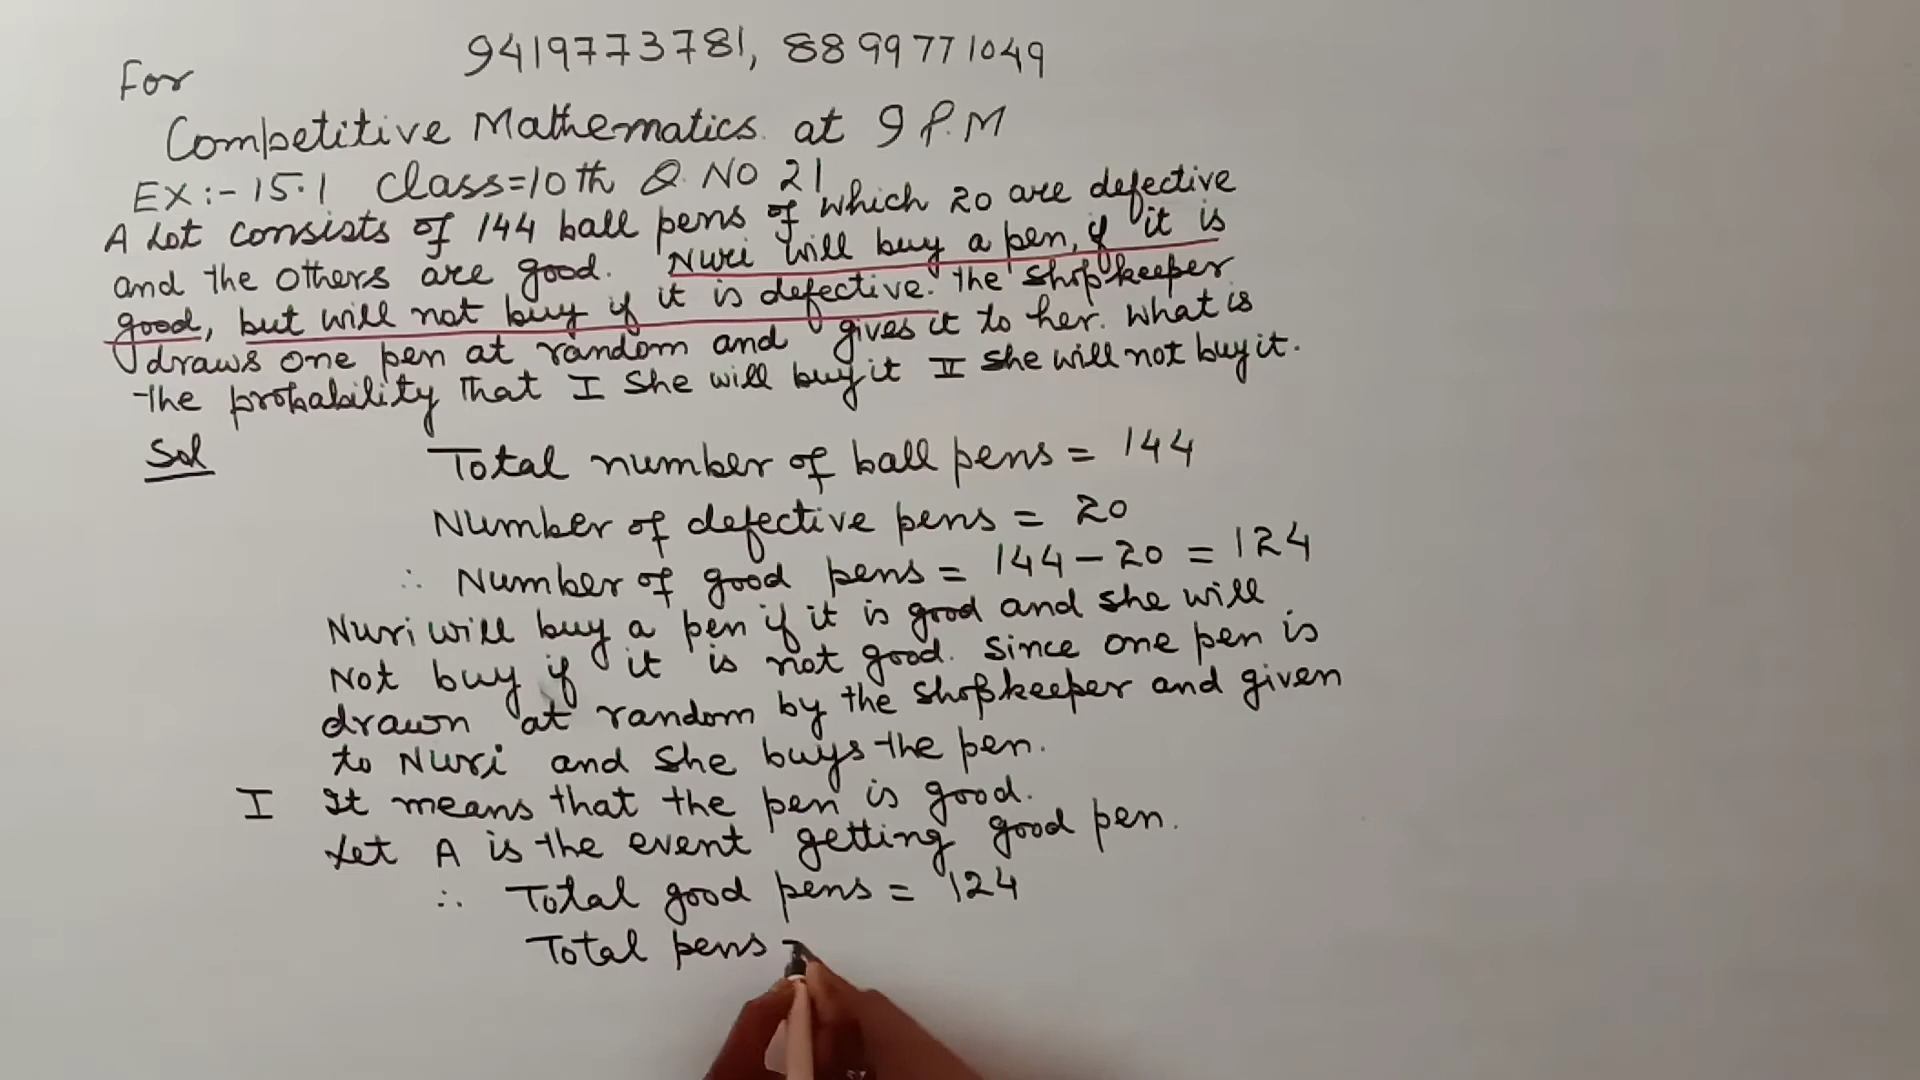 9419773781, 8899771049
For
Competitive Mathematics at 9 P.M
EX:- 15.1 Class=10th Q. NO 21
A Lot consists of 144 ball pens of which 20 are defective
and the others are good. Nuri will buy a pen, if it is
good, but will not buy if it is defective. The shopkeeper
draws one pen at random and gives it to her. What is
the probability that I She will buy it II she will not buy it.
Sol
Total number of ball pens = 144
Number of defective pens = 20
∴ Number of good pens = 144 - 20 = 124
Nuri will buy a pen if it is good and she will
Not buy if it is not good. Since one pen is
drawn at random by the shopkeeper and given
to Nuri and she buys the pen.
I It means that the pen is good.
Let A is the event getting good pen.
∴ Total good pens = 124
Total pens =